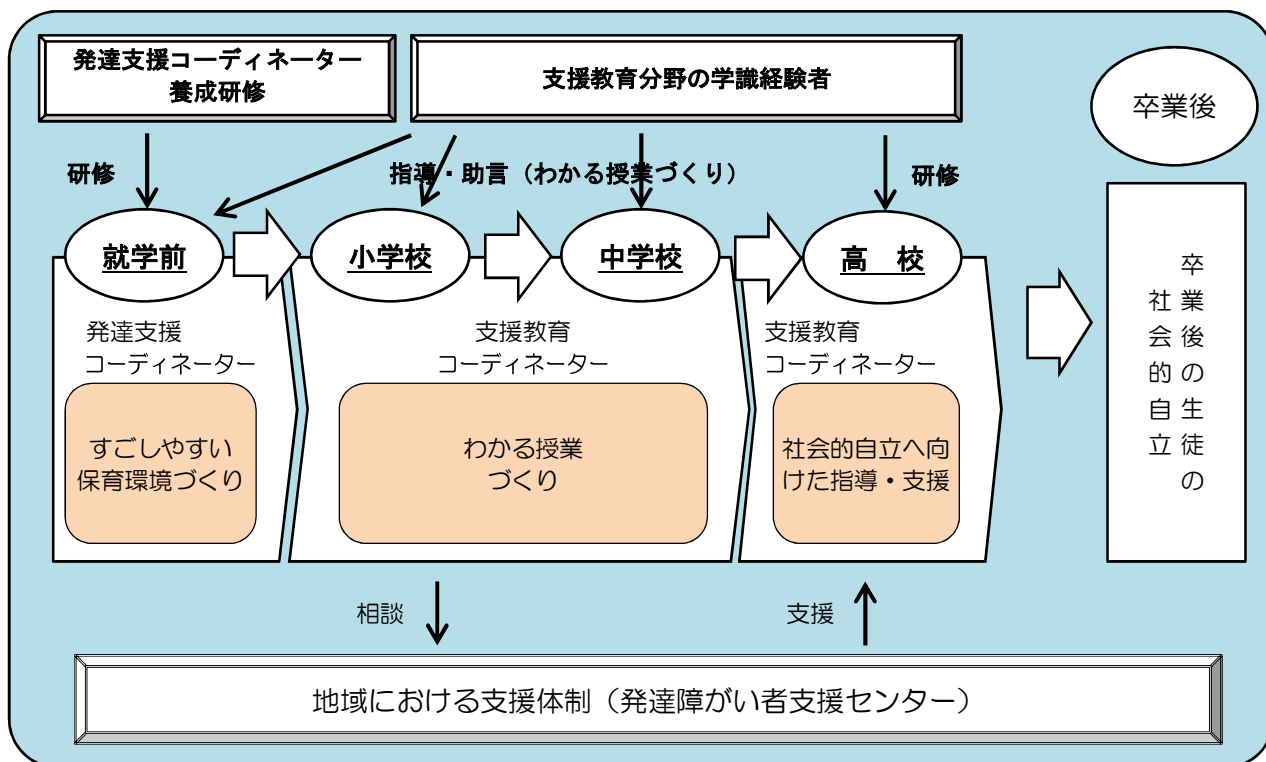 発達支援コーディネーター
養成研修
支援教育分野の学識経験者
卒業後
研修
指導・助言（わかる授業づくり）
研修
就学前
小学校
中学校
高　校
発達支援
コーディネーター
支援教育
コーディネーター
支援教育
コーディネーター
すごしやすい
保育環境づくり
わかる授業
づくり
社会的自立へ向
けた指導・支援
卒業後の生徒の
社会的自立
相談
支援
地域における支援体制（発達障がい者支援センター）